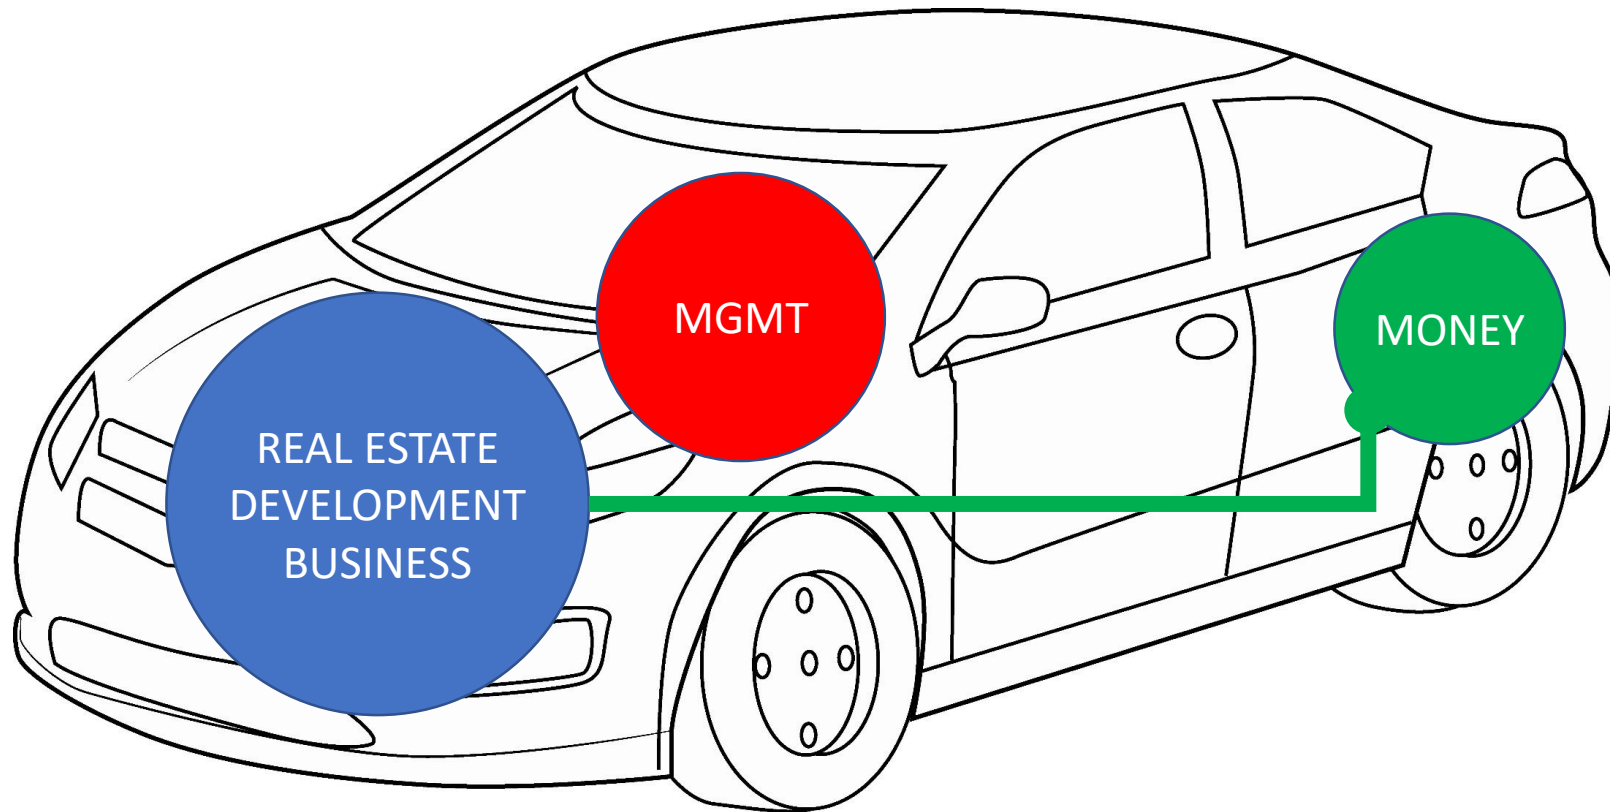 MGMT
MONEY
REAL ESTATE
DEVELOPMENT
BUSINESS